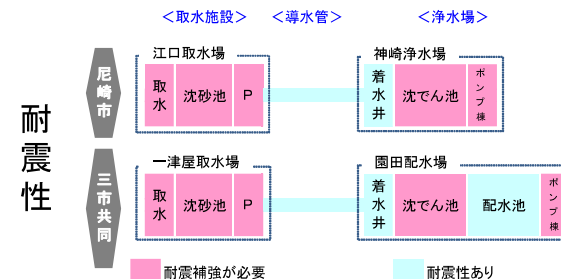 ＜取水施設＞ ＜導水管＞ ＜浄水場＞
耐震性
尼崎市
江口取水場
取水 沈砂池 P
神崎浄水場
着水井 沈でん池 ポンプ棟
三市共同
一津屋取水場
取水 沈砂池 P
園田配水場
着水井 沈でん池 配水池 ポンプ棟
耐震補強が必要 耐震性あり